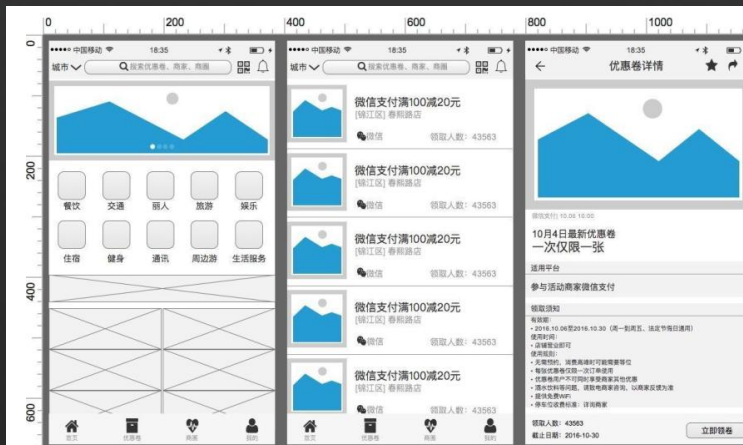 0 200 400 600 800 1000
0
200
400
600
中国移动 18:35
城市 搜索优惠卷、商家、商圈
餐饮 交通 丽人 旅游 娱乐
住宿 健身 通讯 周边游 生活服务
首页 优惠卷 商圈 我的
中国移动 18:35
城市 搜索优惠卷、商家、商圈
微信支付满100减20元
[锦江区] 春熙路店
微信 领取人数：43563
微信支付满100减20元
[锦江区] 春熙路店
微信 领取人数：43563
微信支付满100减20元
[锦江区] 春熙路店
微信 领取人数：43563
微信支付满100减20元
[锦江区] 春熙路店
微信 领取人数：43563
微信支付满100减20元
[锦江区] 春熙路店
微信 领取人数：43563
首页 优惠卷 商圈 我的
中国移动 18:35
优惠卷详情
微信支付| 10.06 16:00
10月4日最新优惠卷
一次仅限一张
适用平台
参与活动商家微信支付
领取须知
有效期：
• 2016.10.06至2016.10.30（周一到周五、法定节假日通用）
使用时间：
• 店铺营业即可
使用规则：
• 无需预约，消费高峰时可能需要等位
• 每张优惠卷仅限一次订单使用
• 优惠卷用户不可同时享受商家其他优惠
• 酒水饮料等问题，请致电商家咨询，以商家反馈为准
• 提供免费WiFi
• 停车位收费标准：详询商家
领取人数：43563
截止日期：2016-10-30
立即领卷